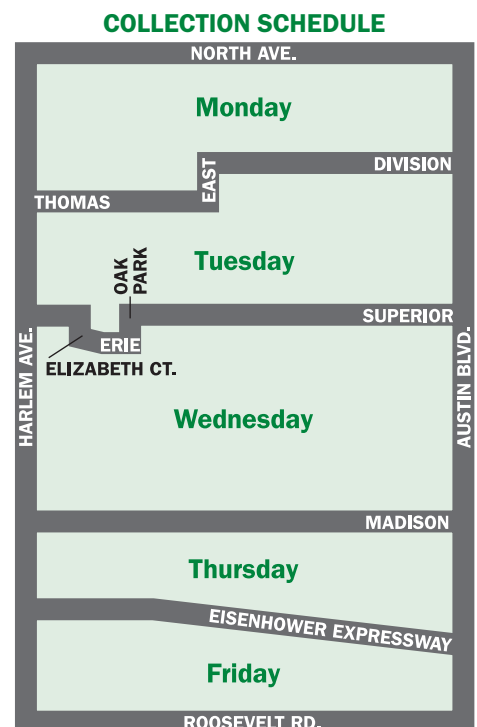 COLLECTION SCHEDULE
NORTH AVE.
Monday
DIVISION
EAST
THOMAS
Tuesday
OAK
PARK
SUPERIOR
ERIE
ELIZABETH CT.
HARLEM AVE.
AUSTIN BLVD.
Wednesday
MADISON
Thursday
EISENHOWER EXPRESSWAY
Friday
ROOSEVELT RD.